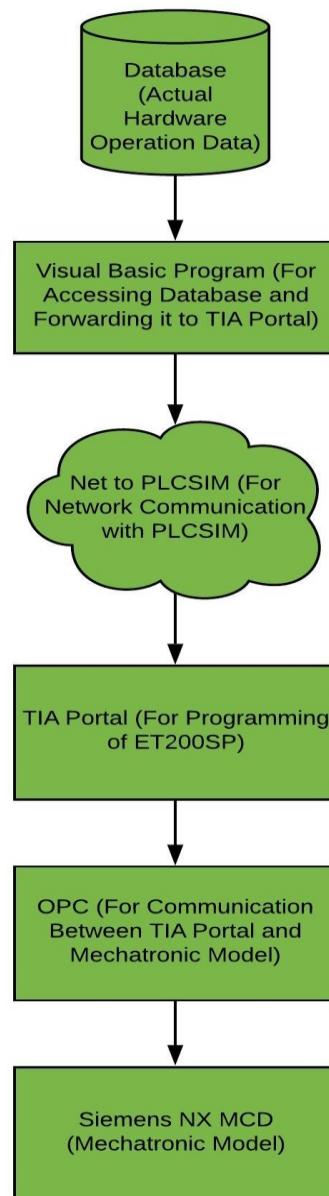 Database
(Actual
Hardware
Operation Data)
Visual Basic Program (For
Accessing Database and
Forwarding it to TIA Portal)
Net to PLCSIM (For
Network Communication
with PLCSIM)
TIA Portal (For Programming
of ET200SP)
OPC (For Communication
Between TIA Portal and
Mechatronic Model)
Siemens NX MCD
(Mechatronic Model)